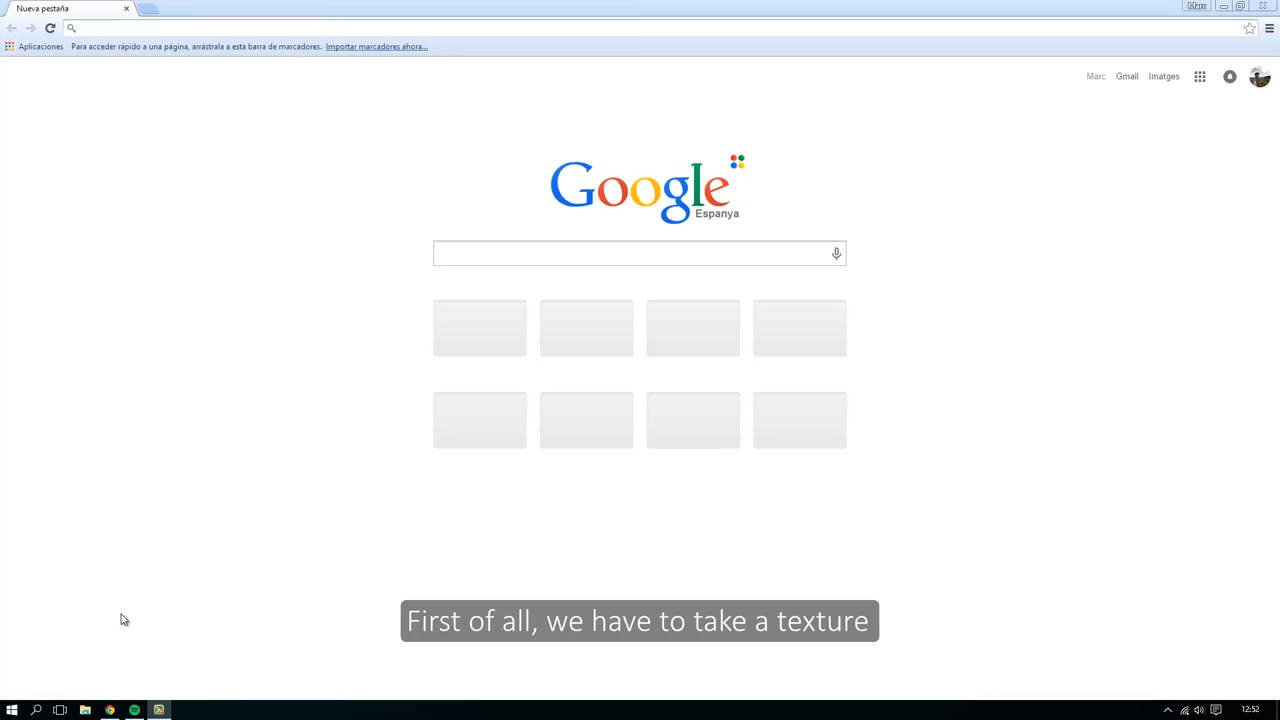 Nueva pestaña
Marc
Aplicaciones Para acceder rápido a una página, arrástrala a esta barra de marcadores. Importar marcadores ahora...
Marc Gmail Imatges
Google
Espanya
First of all, we have to take a texture
12:52